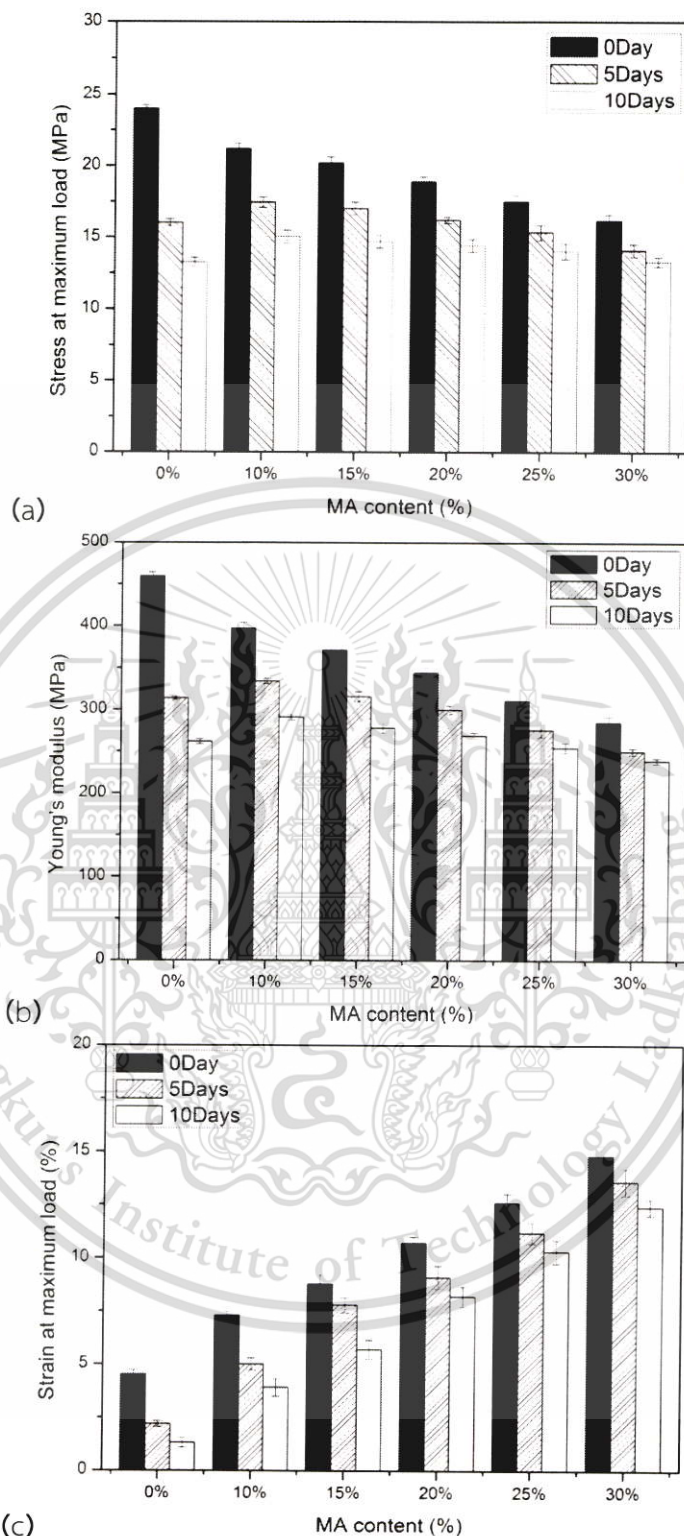 30
25
20
15
10
5
0
Stress at maximum load (MPa)
0Day
5Days
10Days
0% 10% 15% 20% 25% 30%
MA content (%)
(a)
500
400
300
200
100
0
Young's modulus (MPa)
0Day
5Days
10Days
0% 10% 15% 20% 25% 30%
MA content (%)
(b)
20
15
10
5
0
Strain at maximum load (%)
0Day
5Days
10Days
0% 10% 15% 20% 25% 30%
MA content (%)
(c)
Institute of Technology